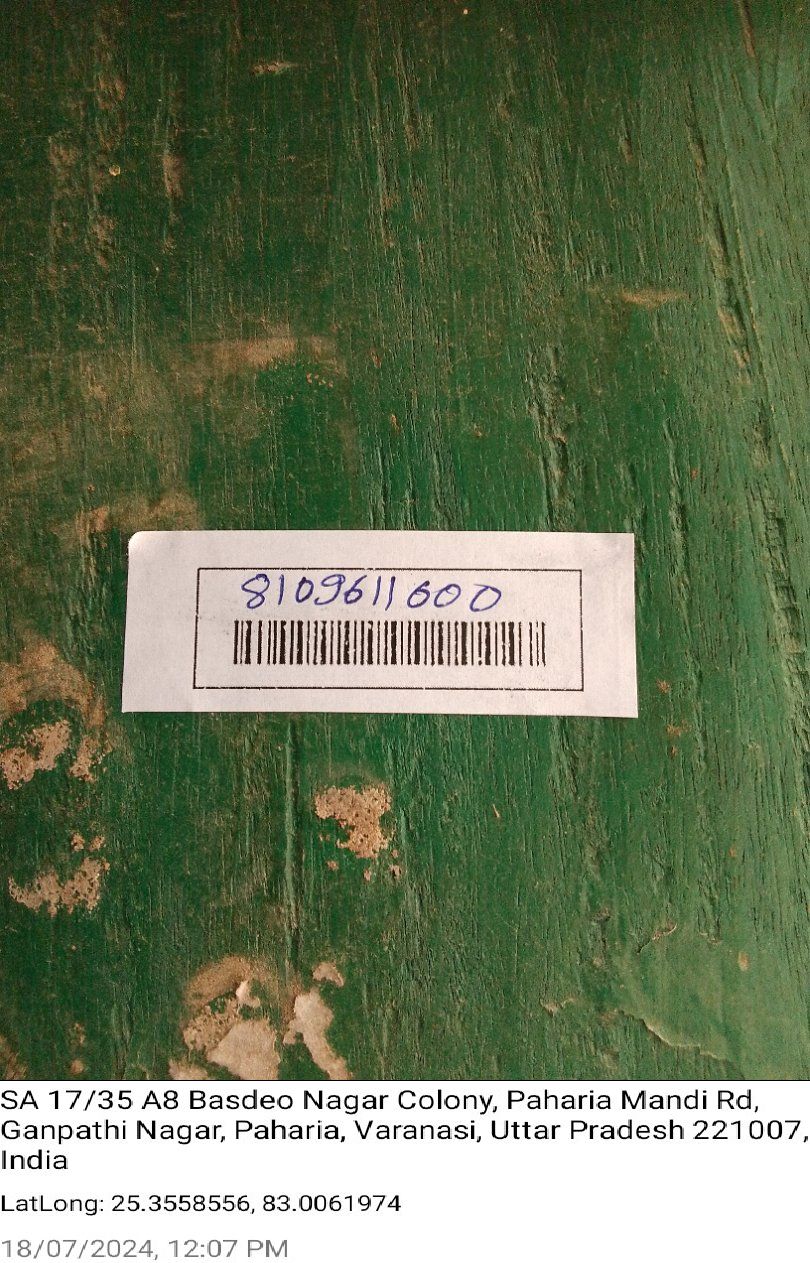 8109611600
SA 17/35 A8 Basdeo Nagar Colony, Paharia Mandi Rd,
Ganpathi Nagar, Paharia, Varanasi, Uttar Pradesh 221007,
India
LatLong: 25.3558556, 83.0061974
18/07/2024, 12:07 PM